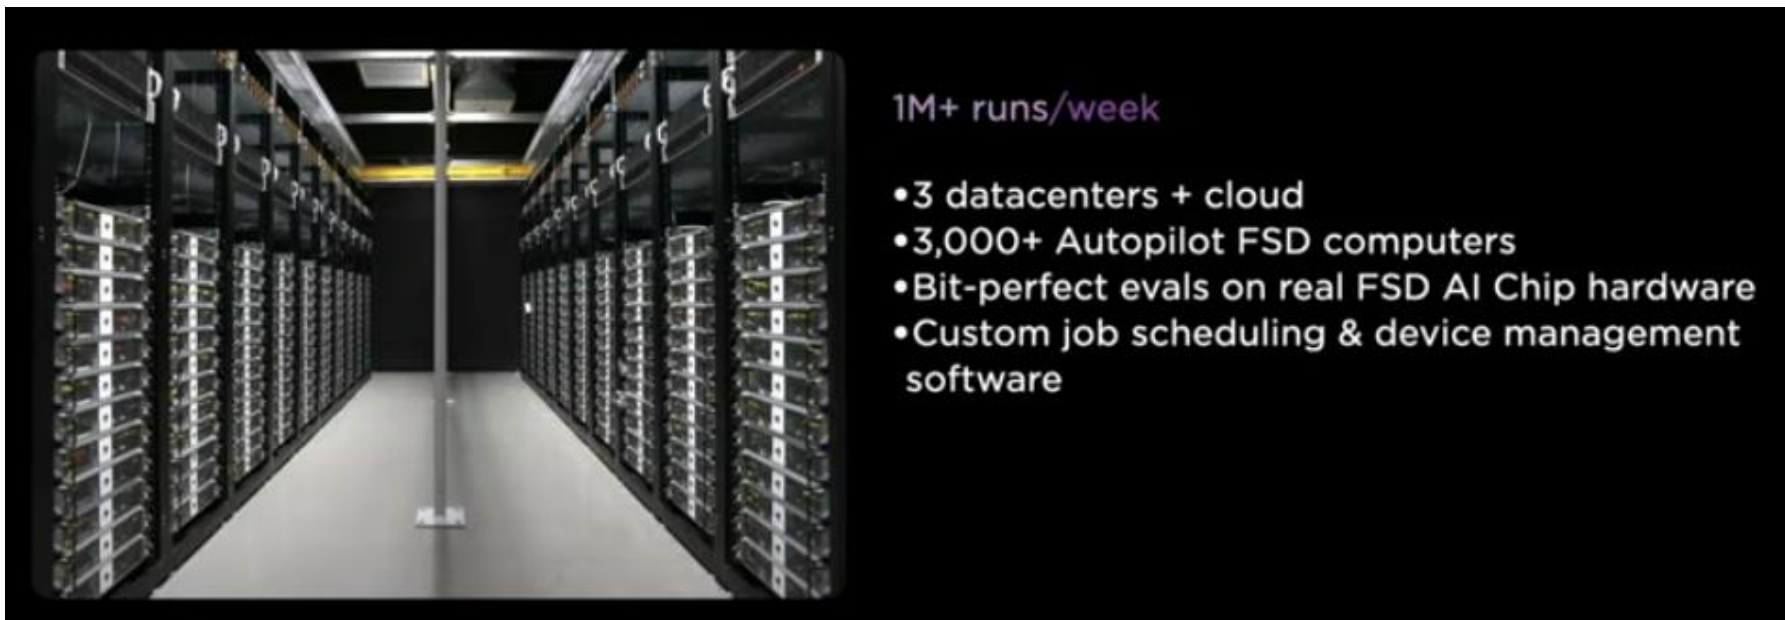 1M+ runs/week
•3 datacenters + cloud
•3,000+ Autopilot FSD computers
•Bit-perfect evals on real FSD AI Chip hardware
•Custom job scheduling & device management
software